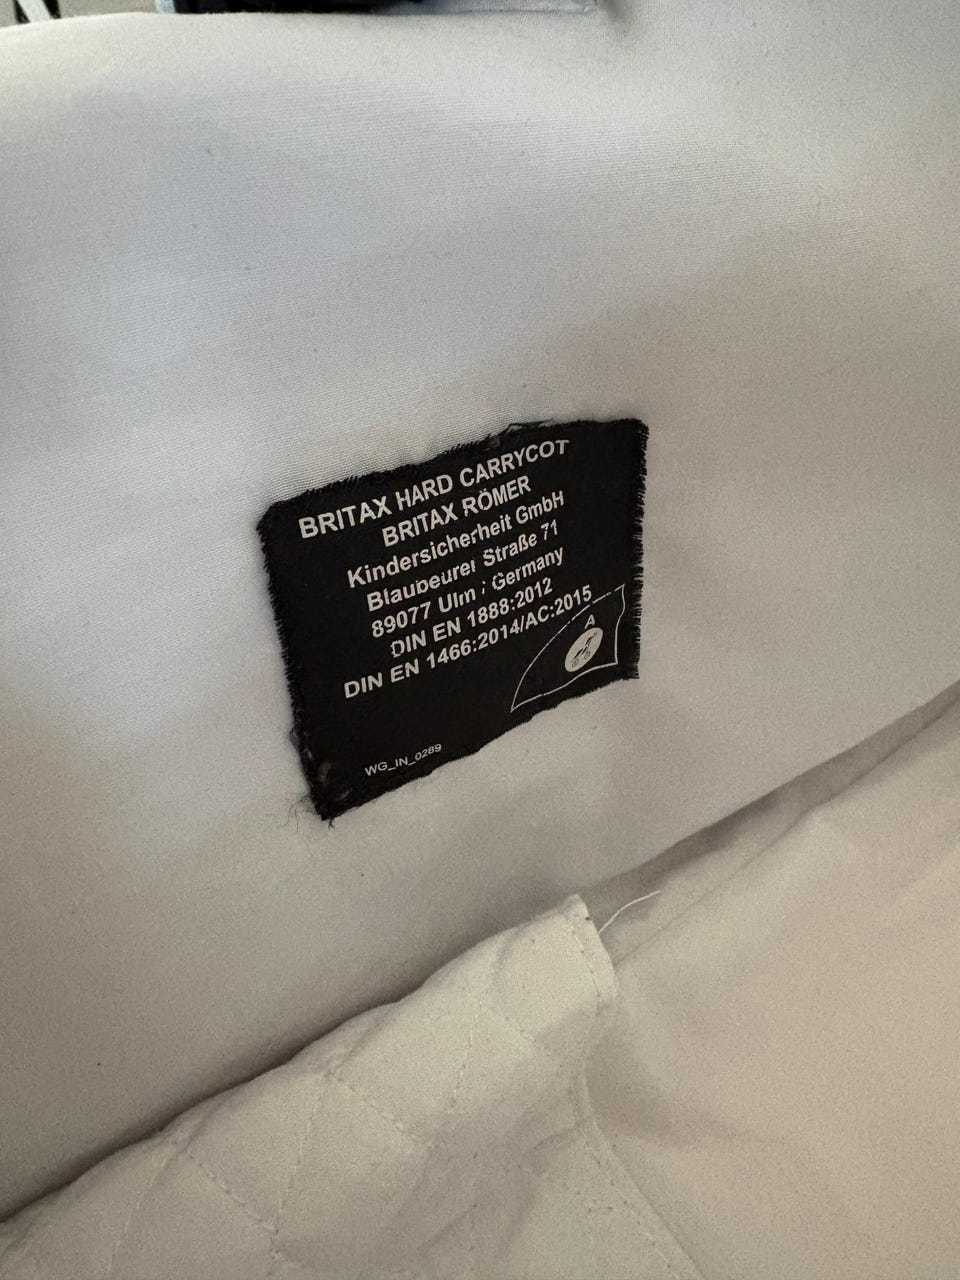 BRITAX HARD CARRYCOT
BRITAX RÖMER
Kindersicherheit GmbH
Blaubeurer Straße 71
89077 Ulm / Germany
DIN EN 1888:2012
DIN EN 1466:2014/AC:2015
A
WG_IN_0289